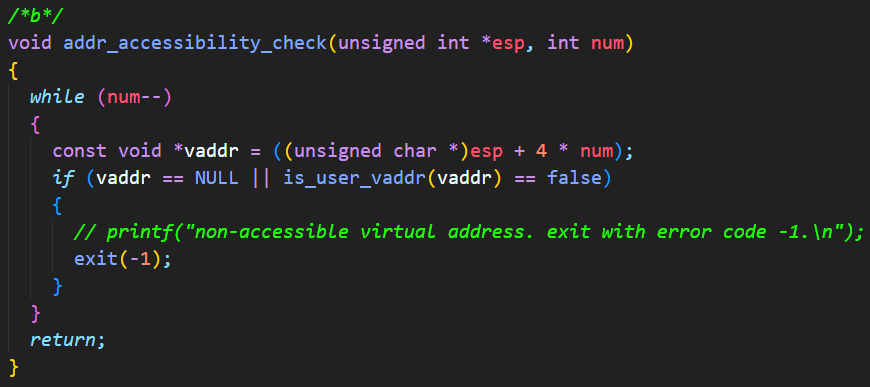 /*b*/
void addr_accessibility_check(unsigned int *esp, int num)
{
  while (num--)
  {
    const void *vaddr = ((unsigned char *)esp + 4 * num);
    if (vaddr == NULL || is_user_vaddr(vaddr) == false)
    {
      // printf("non-accessible virtual address. exit with error code -1.\n");
      exit(-1);
    }
  }
  return;
}